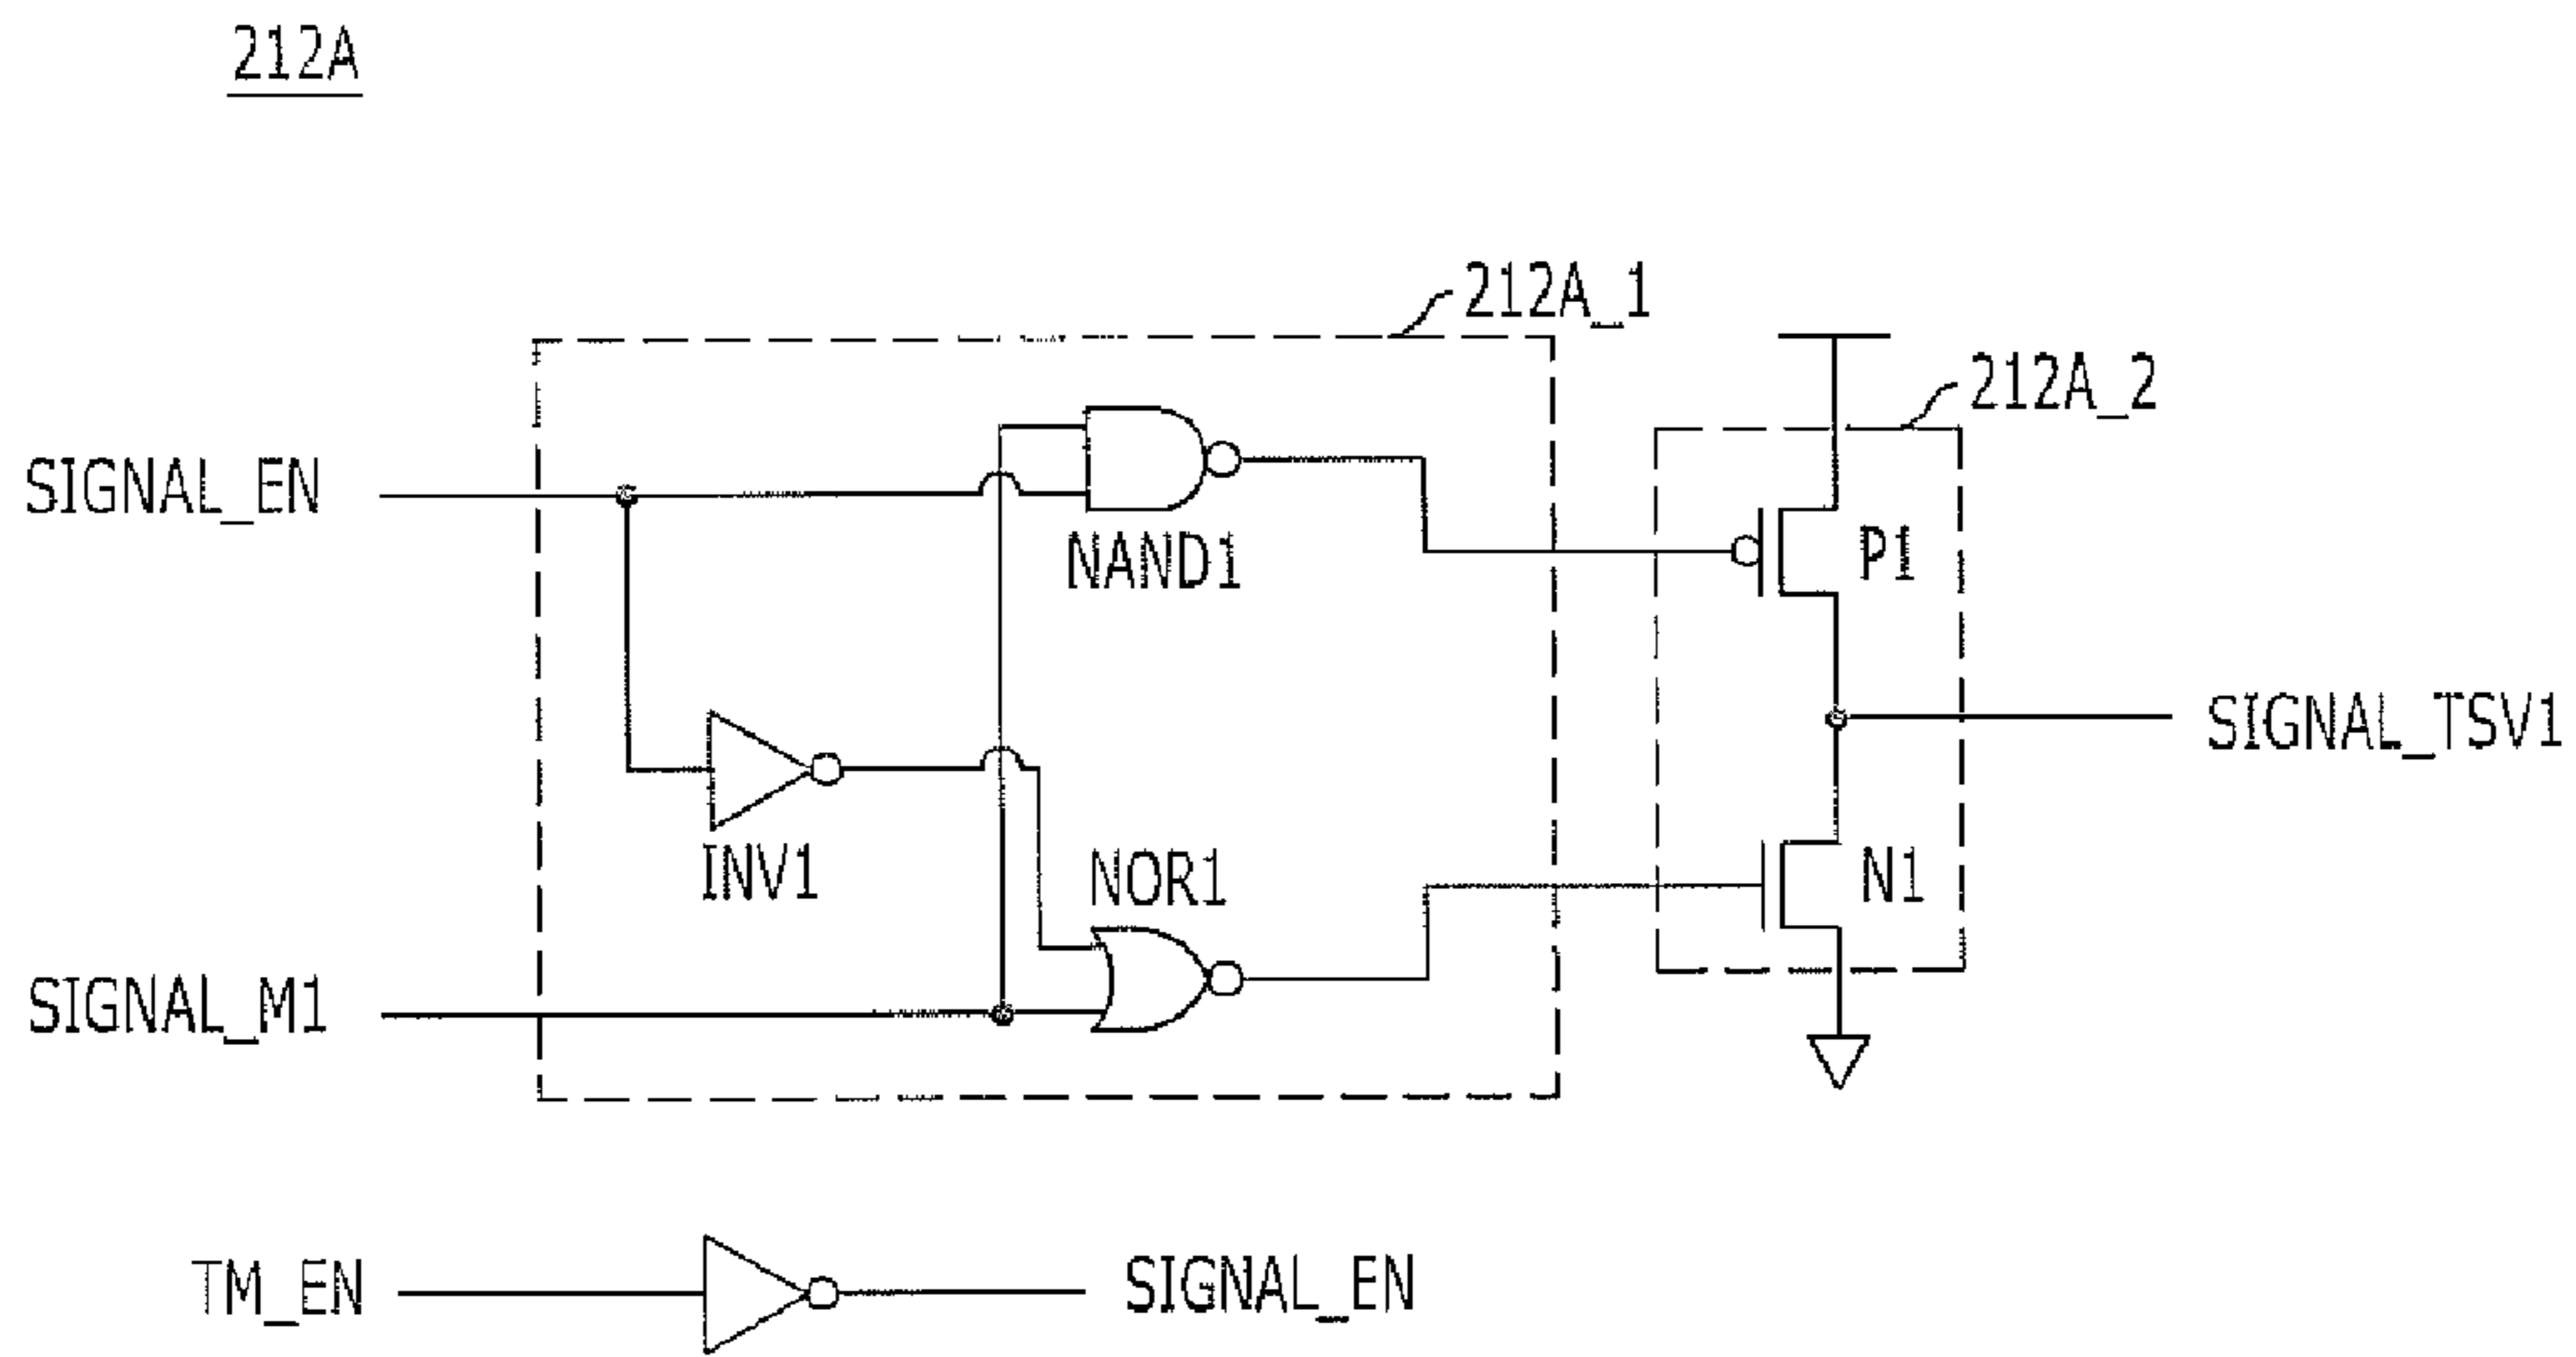 212A
212A_1
212A_2
SIGNAL_EN
NAND1
P1
SIGNAL_TSV1
INV1
NOR1
N1
SIGNAL_M1
TM_EN
SIGNAL_EN